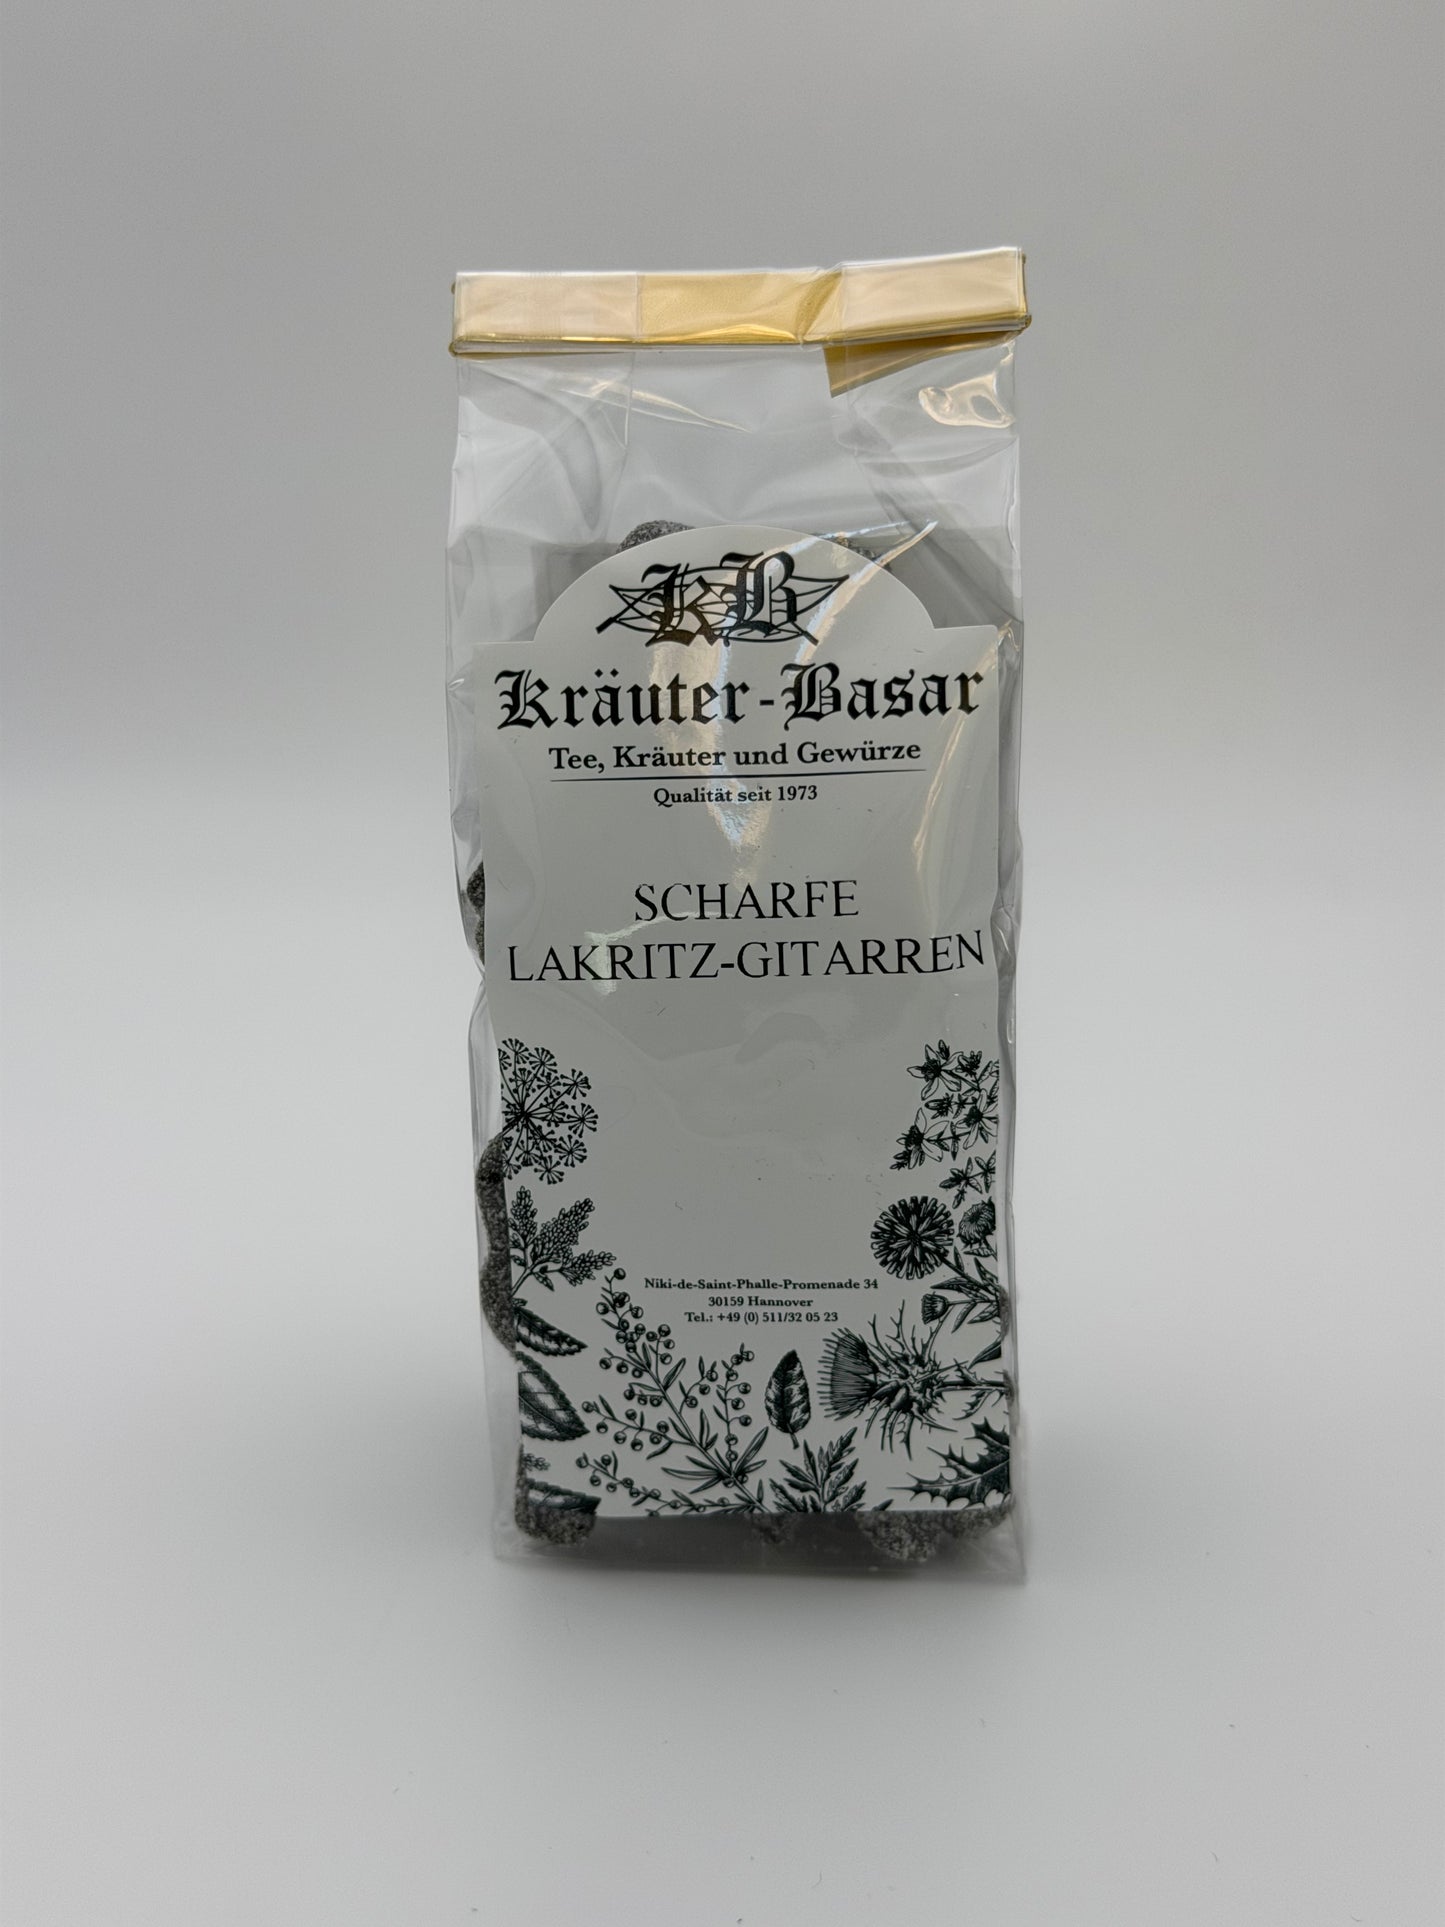 KB
Kräuter-Basar
Tee, Kräuter und Gewürze
Qualität seit 1973
SCHARFE
LAKRITZ-GITARREN
Niki-de-Saint-Phalle-Promenade 34
30159 Hannover
Tel.: +49 (0) 511/32 05 23